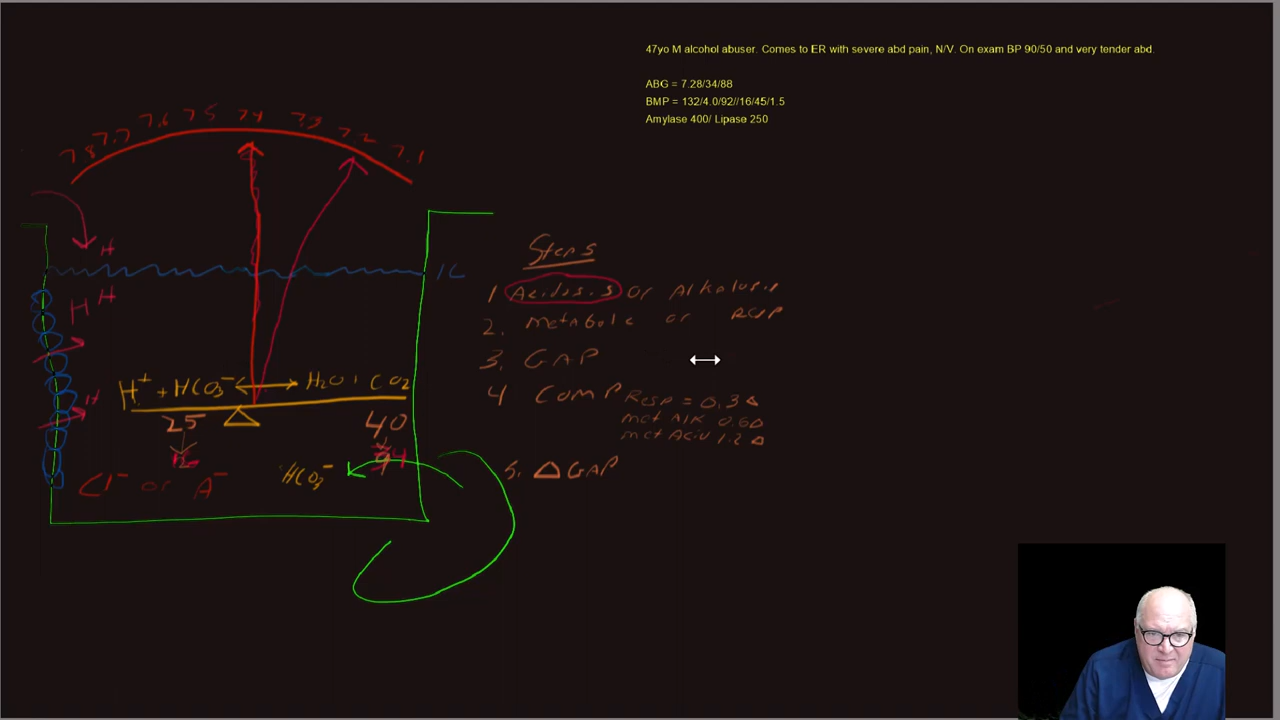 47yo M alcohol abuser. Comes to ER with severe abd pain, N/V. On exam BP 90/50 and very tender abd.
ABG = 7.28/34/88
BMP = 132/4.0/92//16/45/1.5
Amylase 400/ Lipase 250
7.8 7.7 7.6 7.5 7.4 7.3 7.2 7.1
H
H H
H
H⁺ + HCO₃⁻ ↔ H₂O + CO₂
25 40
Cl⁻ or A⁻
HCO₃⁻
Steps
1 Acidosis or Alkalosis
2. Metabolic or Resp
3. GAP
4 Comp Resp = 0.3 Δ
met Alk 0.6 Δ
met Acid 1.2 Δ
5. Δ GAP